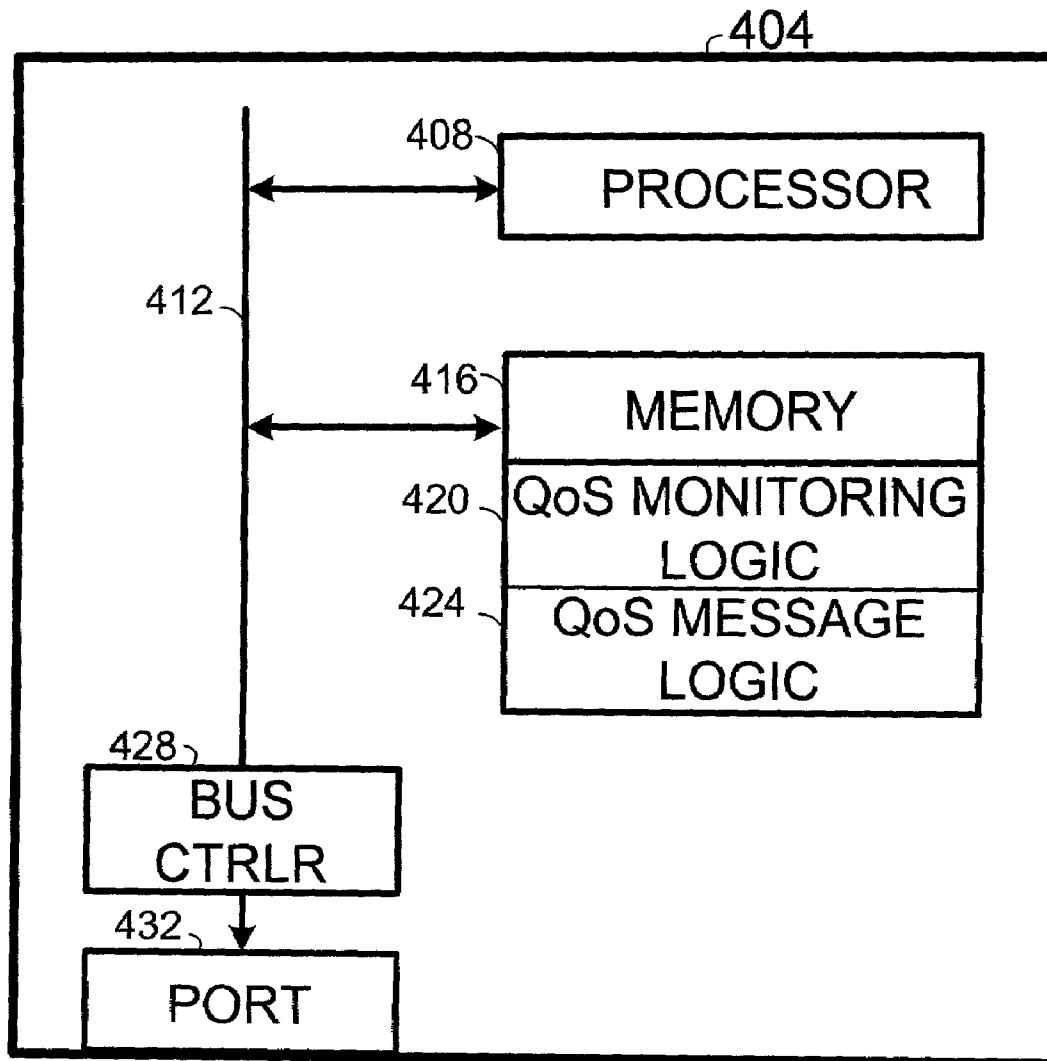 404
408
PROCESSOR
412
416
MEMORY
420
QoS MONITORING
LOGIC
424
QoS MESSAGE
LOGIC
428
BUS
CTRLR
432
PORT